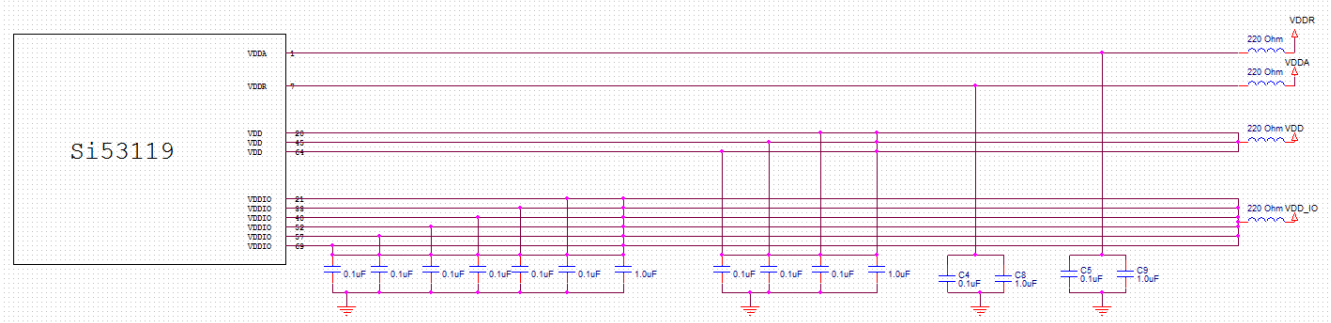 VDDR
220 Ohm
VDDA 1
VDDA
220 Ohm
VDDR 7
220 Ohm VDD
VDD 20
VDD 45
VDD 64
Si53119
VDDIO 21
VDDIO 33
VDDIO 40
VDDIO 52
VDDIO 57
VDDIO 69
220 Ohm VDD_IO
0.1uF 0.1uF 0.1uF 0.1uF 0.1uF 0.1uF 1.0uF 0.1uF 0.1uF 0.1uF 1.0uF
C4 C8 C5 C9
0.1uF 1.0uF 0.1uF 1.0uF